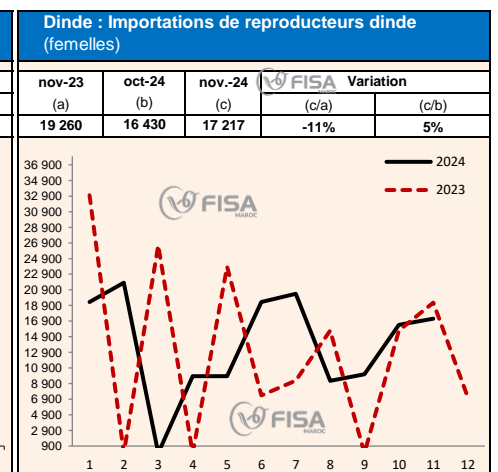 Dinde : Importations de reproducteurs dinde
(femelles)
nov-23 oct-24 nov.-24 FISA Variation
(a) (b) (c) (c/a) (c/b)
19 260 16 430 17 217 -11% 5%
36 900
34 900
32 900
30 900
28 900
26 900
24 900
22 900
20 900
18 900
16 900
14 900
12 900
10 900
8 900
6 900
4 900
2 900
900
2024
2023
FISA
MAROC
FISA
MAROC
1 2 3 4 5 6 7 8 9 10 11 12